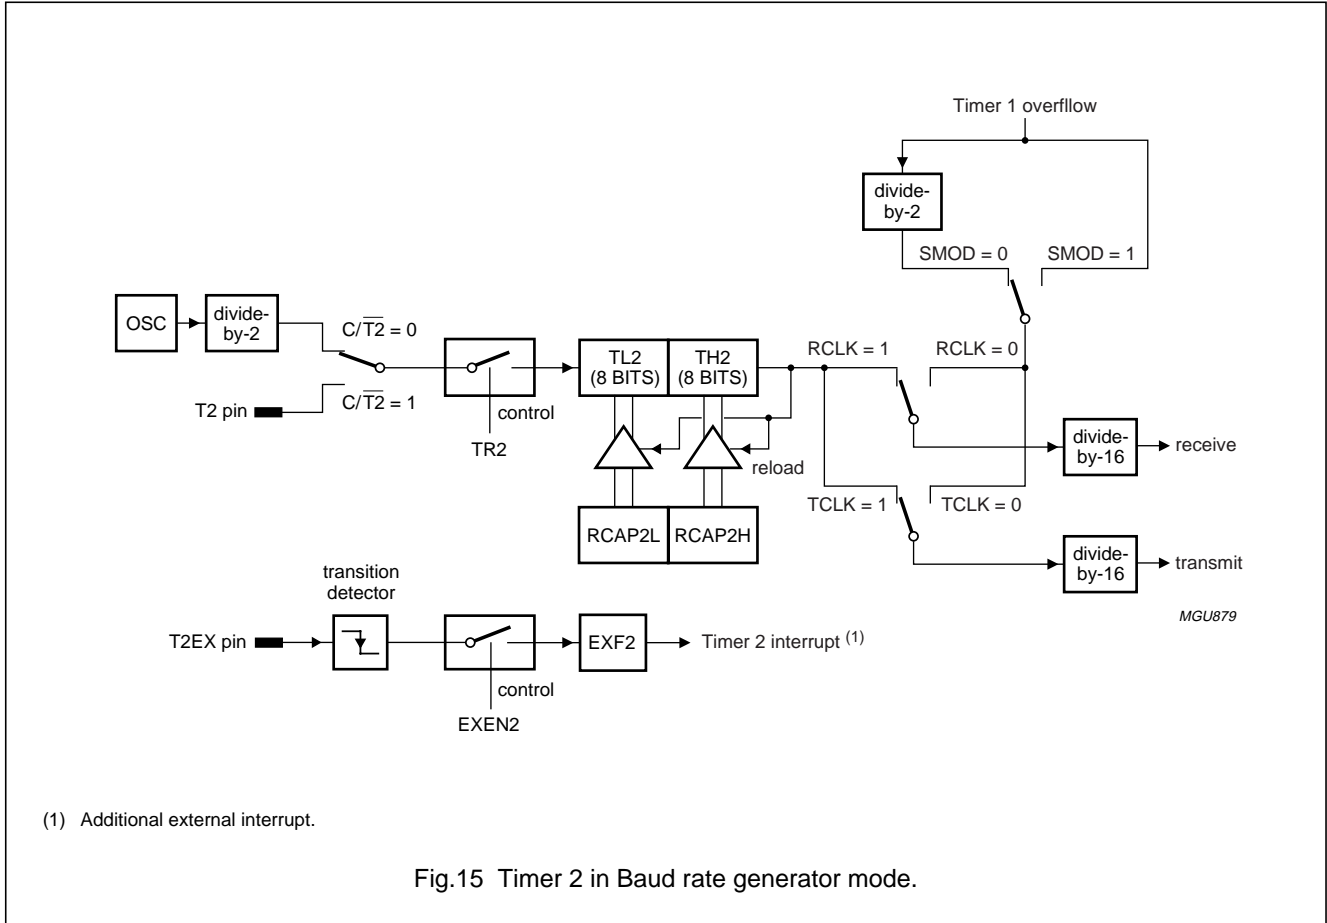 Timer 1 overfllow
divide-
by-2
SMOD = 0
SMOD = 1
OSC
divide-
by-2
C/T2 = 0
T2 pin
C/T2 = 1
control
TR2
TL2
(8 BITS)
TH2
(8 BITS)
reload
RCAP2L
RCAP2H
RCLK = 1
RCLK = 0
divide-
by-16
receive
TCLK = 1
TCLK = 0
divide-
by-16
transmit
MGU879
transition
detector
T2EX pin
control
EXEN2
EXF2
Timer 2 interrupt (1)
(1) Additional external interrupt.
Fig.15 Timer 2 in Baud rate generator mode.